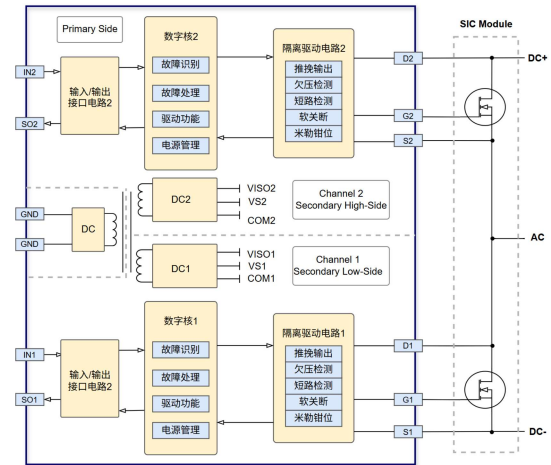 Primary Side
SIC Module
数字核2
隔离驱动电路2
D2
DC+
IN2
输入/输出
接口电路2
SO2
故障识别
故障处理
驱动功能
电源管理
推挽输出
欠压检测
短路检测
软关断
米勒钳位
G2
S2
GND
GND
DC
DC2
VISO2
VS2
COM2
Channel 2
Secondary High-Side
AC
DC1
VISO1
VS1
COM1
Channel 1
Secondary Low-Side
数字核1
隔离驱动电路1
D1
IN1
输入/输出
接口电路2
SO1
故障识别
故障处理
驱动功能
电源管理
推挽输出
欠压检测
短路检测
软关断
米勒钳位
G1
S1
DC-